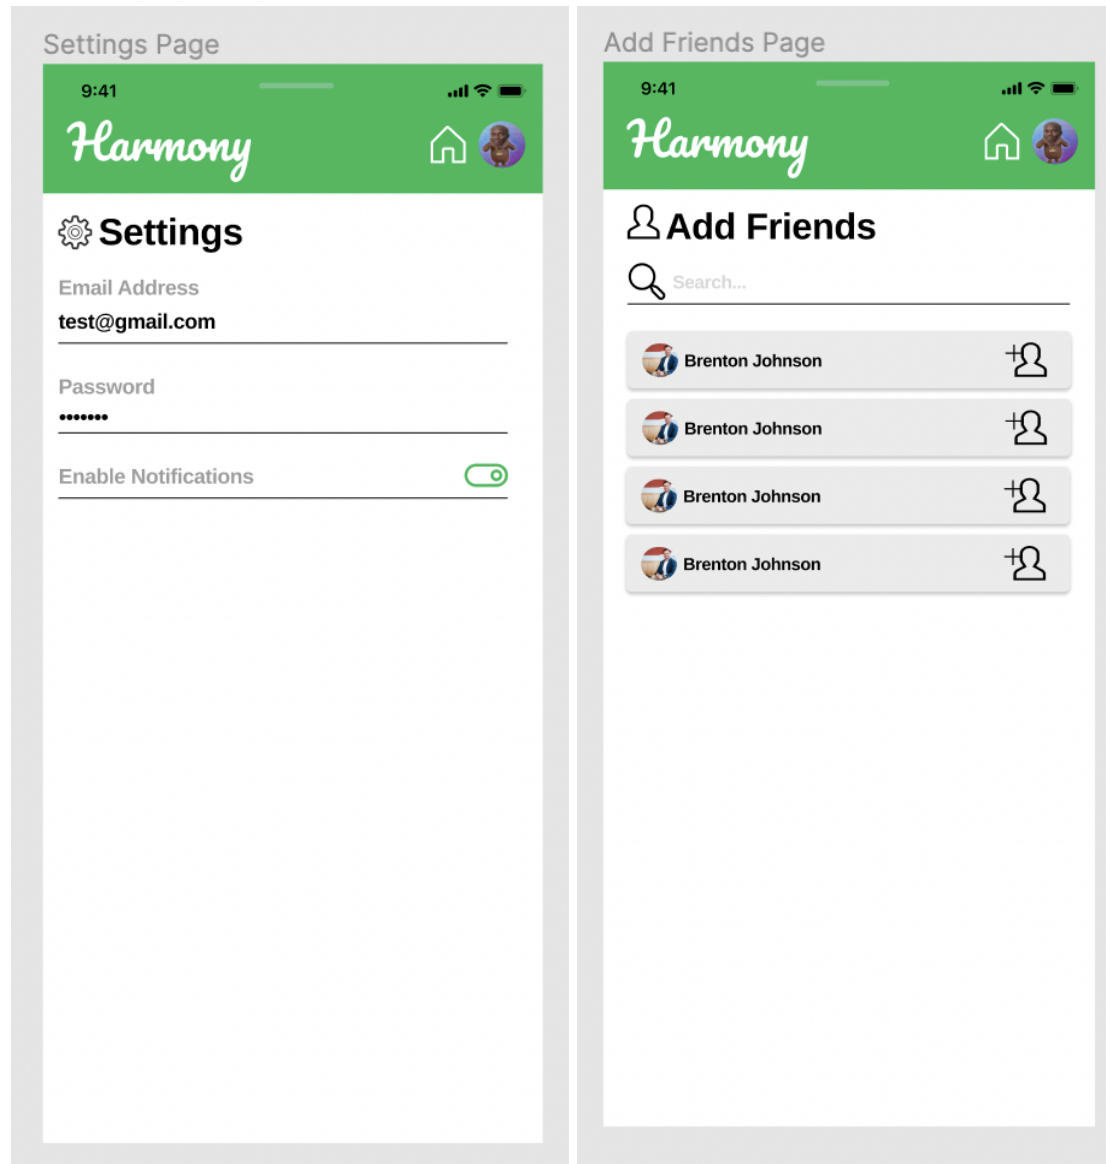 Settings Page
9:41
Harmony
Settings
Email Address
test@gmail.com
Password
•••••••
Enable Notifications
Add Friends Page
9:41
Harmony
Add Friends
Search...
Brenton Johnson
Brenton Johnson
Brenton Johnson
Brenton Johnson